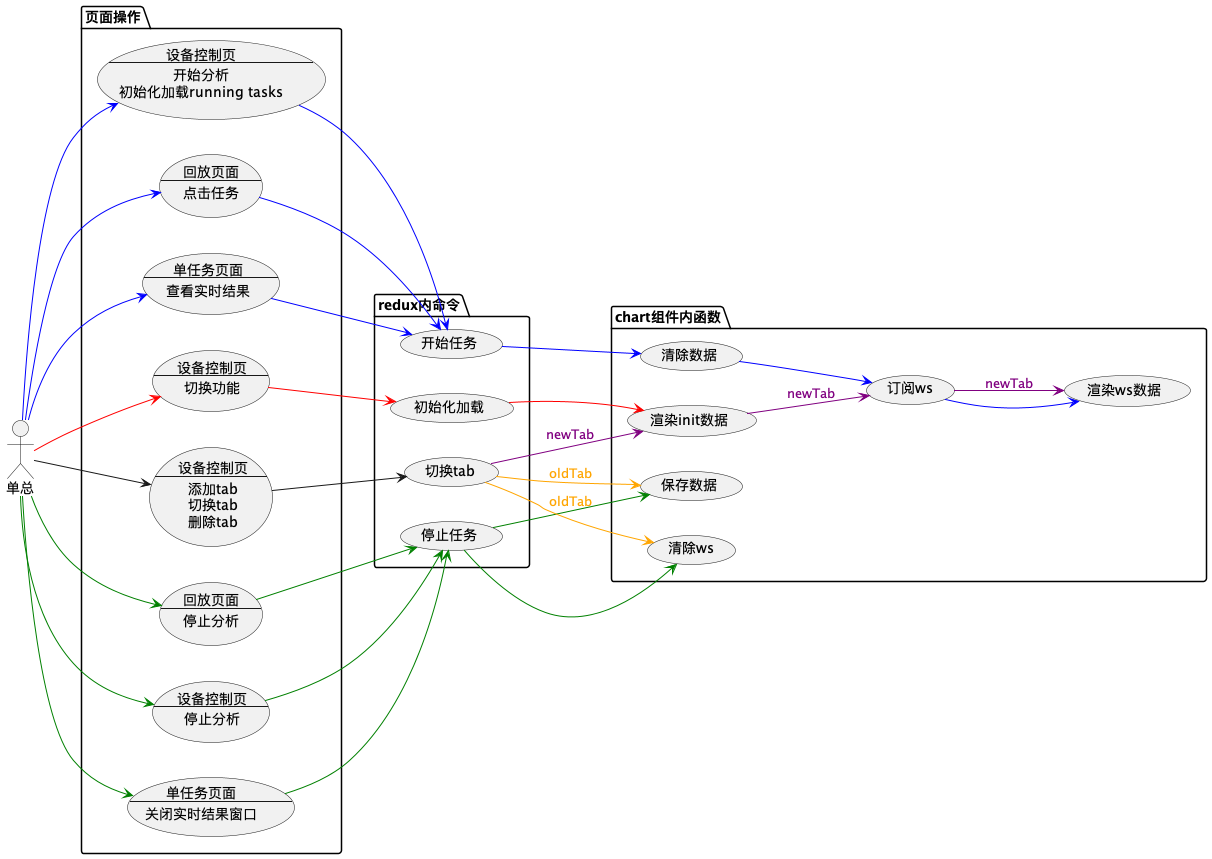 页面操作
设备控制页
开始分析
初始化加载running tasks
回放页面
点击任务
单任务页面
查看实时结果
设备控制页
切换功能
设备控制页
添加tab
切换tab
删除tab
回放页面
停止分析
设备控制页
停止分析
单任务页面
关闭实时结果窗口
单总
redux内命令
开始任务
初始化加载
切换tab
停止任务
chart组件内函数
清除数据
渲染init数据
保存数据
清除ws
订阅ws
渲染ws数据
newTab
newTab
newTab
oldTab
oldTab